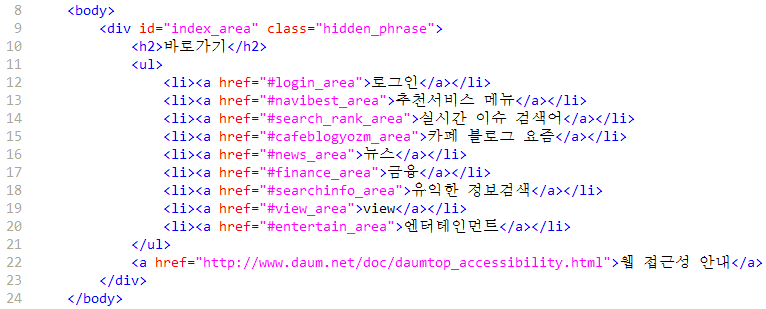 8 <body>
9 <div id="index_area" class="hidden_phrase">
10 <h2>바로가기</h2>
11 <ul>
12 <li><a href="#login_area">로그인</a></li>
13 <li><a href="#navibest_area">추천서비스 메뉴</a></li>
14 <li><a href="#search_rank_area">실시간 이슈 검색어</a></li>
15 <li><a href="#cafeblogyozm_area">카페 블로그 요즘</a></li>
16 <li><a href="#news_area">뉴스</a></li>
17 <li><a href="#finance_area">금융</a></li>
18 <li><a href="#searchinfo_area">유익한 정보검색</a></li>
19 <li><a href="#view_area">view</a></li>
20 <li><a href="#entertain_area">엔터테인먼트</a></li>
21 </ul>
22 <a href="http://www.daum.net/doc/daumtop_accessibility.html">웹 접근성 안내</a>
23 </div>
24 </body>